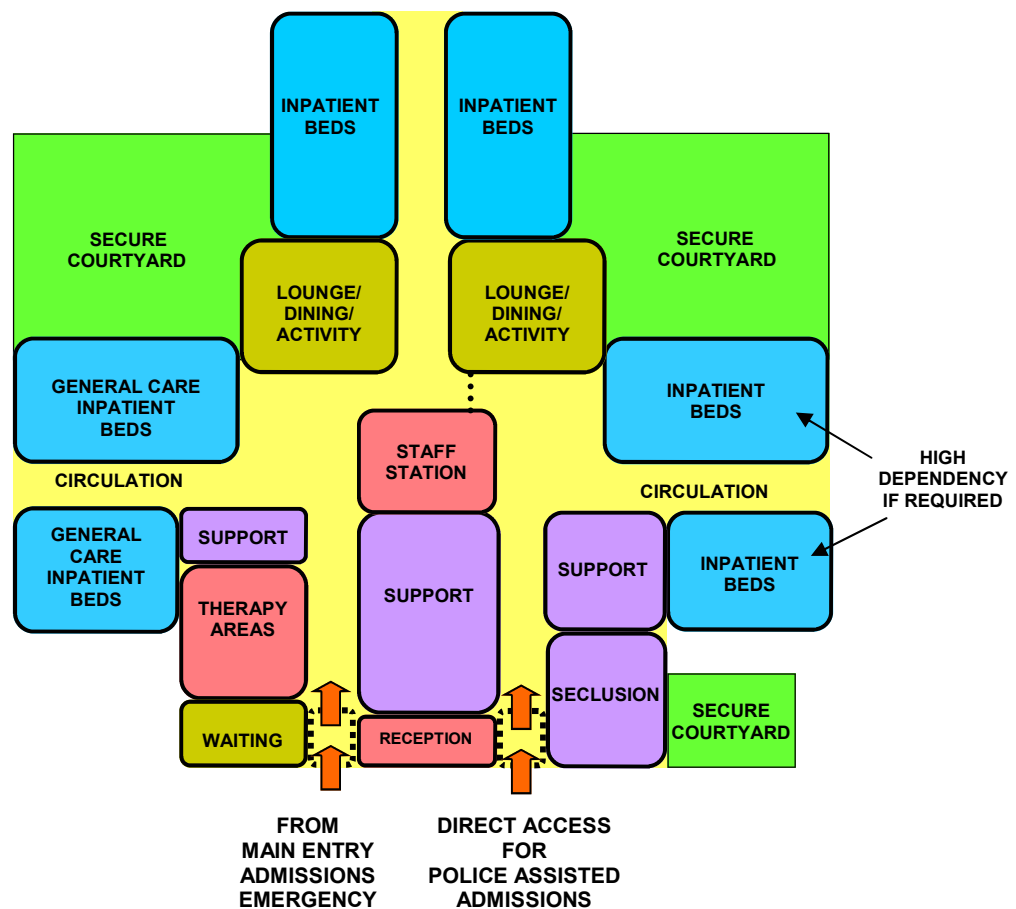 INPATIENT
BEDS
INPATIENT
BEDS
SECURE
COURTYARD
SECURE
COURTYARD
LOUNGE/
DINING/
ACTIVITY
LOUNGE/
DINING/
ACTIVITY
GENERAL CARE
INPATIENT
BEDS
INPATIENT
BEDS
STAFF
STATION
HIGH
DEPENDENCY
IF REQUIRED
CIRCULATION
CIRCULATION
GENERAL
CARE
INPATIENT
BEDS
SUPPORT
SUPPORT
SUPPORT
INPATIENT
BEDS
THERAPY
AREAS
SECLUSION
WAITING
RECEPTION
SECURE
COURTYARD
FROM
MAIN ENTRY
ADMISSIONS
EMERGENCY
DIRECT ACCESS
FOR
POLICE ASSISTED
ADMISSIONS